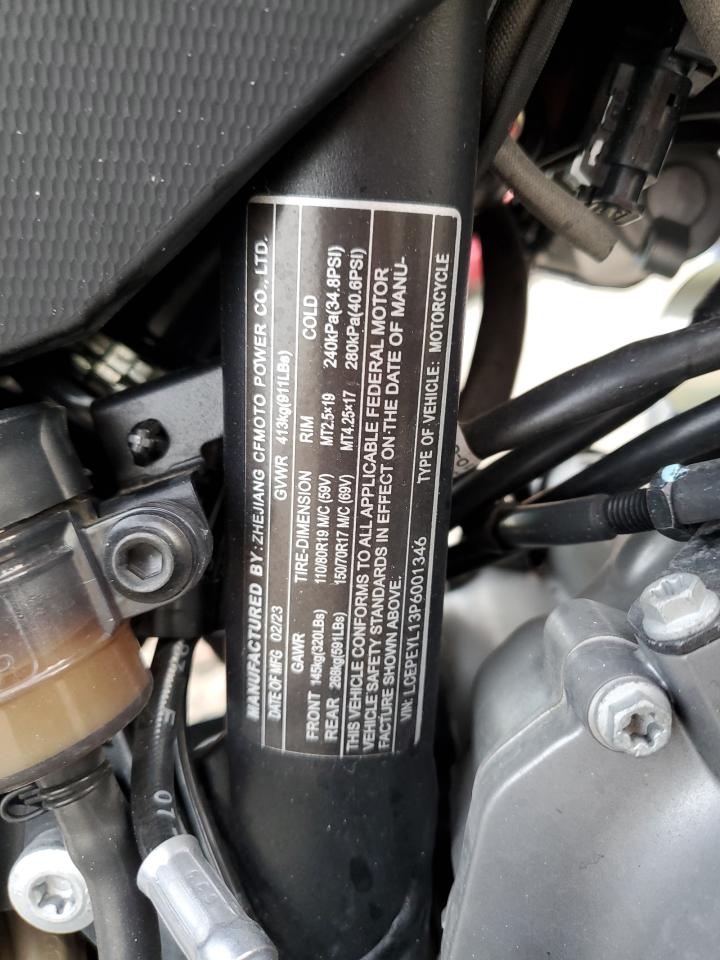 MANUFACTURED BY: ZHEJIANG CFMOTO POWER CO., LTD.
DATE OF MFG 02/23 GVWR 413kg(911LBs)
GAWR TIRE-DIMENSION RIM COLD
FRONT 145kg(320LBs) 110/80R19 M/C (59V) MT2.5×19 240kPa(34.8PSI)
REAR 268kg(591LBs) 150/70R17 M/C (69V) MT4.25×17 280kPa(40.6PSI)
THIS VEHICLE CONFORMS TO ALL APPLICABLE FEDERAL MOTOR
VEHICLE SAFETY STANDARDS IN EFFECT ON THE DATE OF MANU-
FACTURE SHOWN ABOVE.
VIN: LCEPEYL13P6001346 TYPE OF VEHICLE: MOTORCYCLE
07